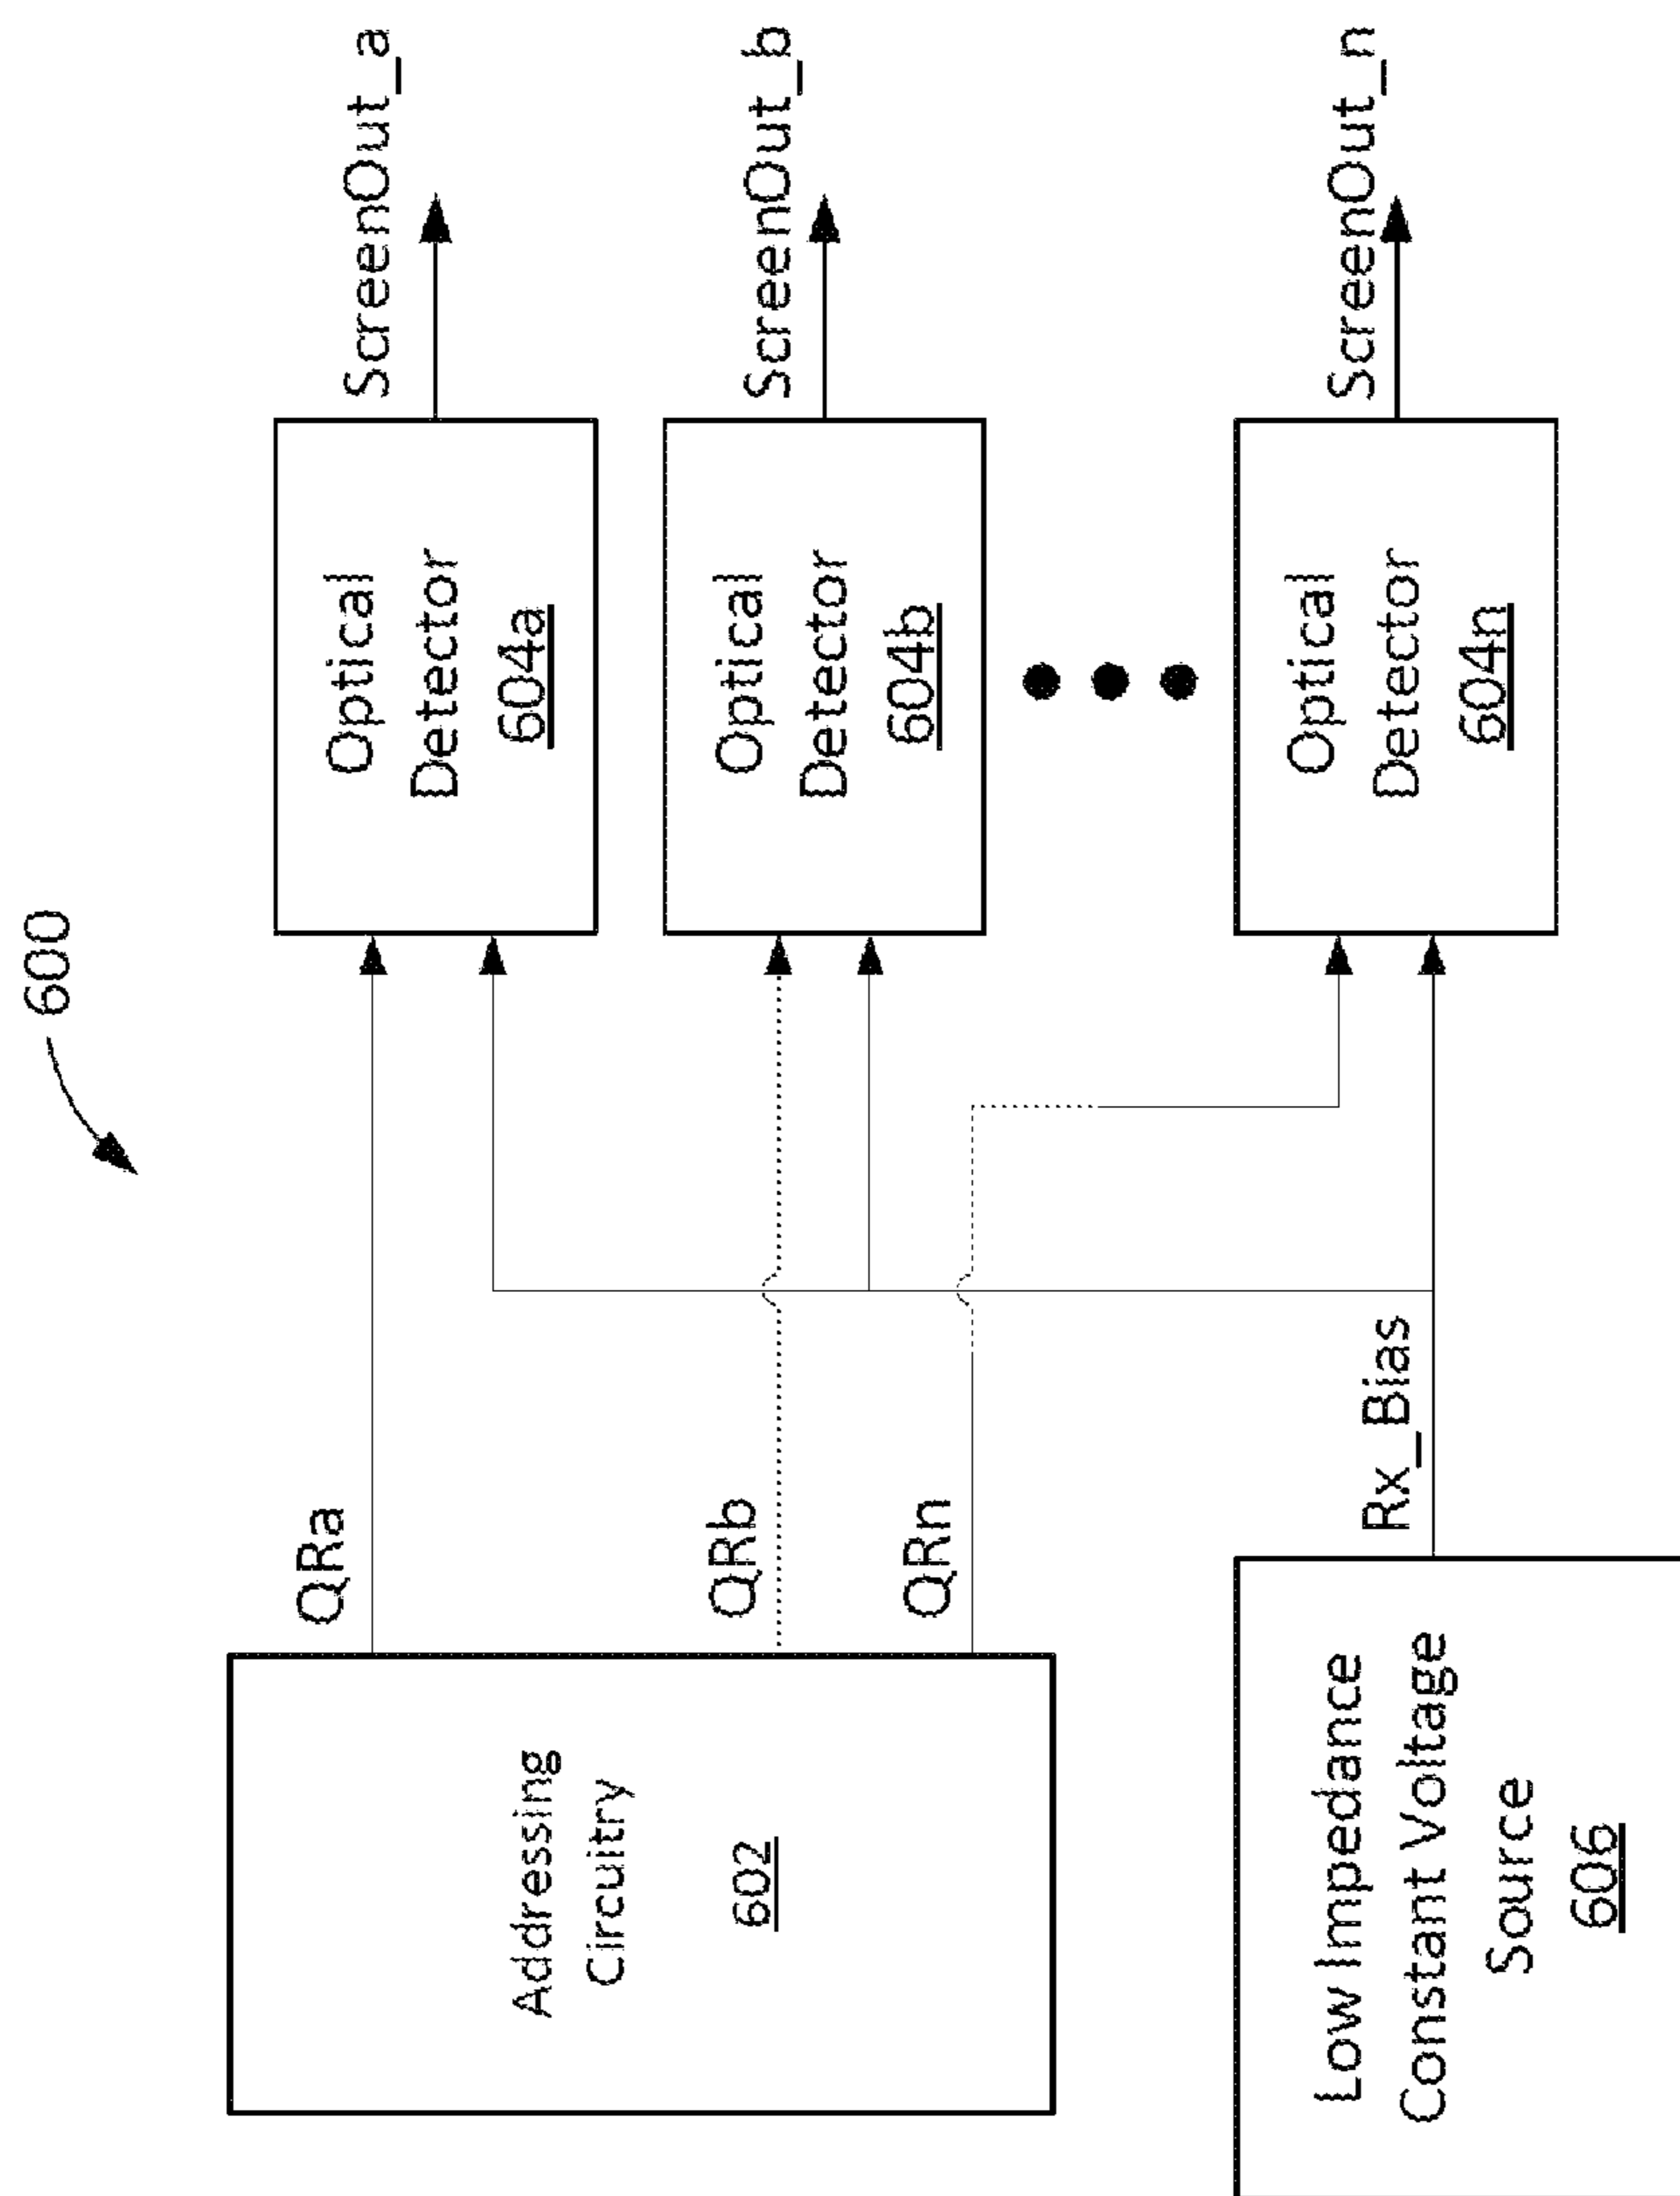 600
Addressing
Circuitry
602
QRa
QRb
QRn
Optical
Detector
604a
ScreenOut_a
Optical
Detector
604b
ScreenOut_b
Low Impedance
Constant Voltage
Source
606
Rx_Bias
Optical
Detector
604n
ScreenOut_n